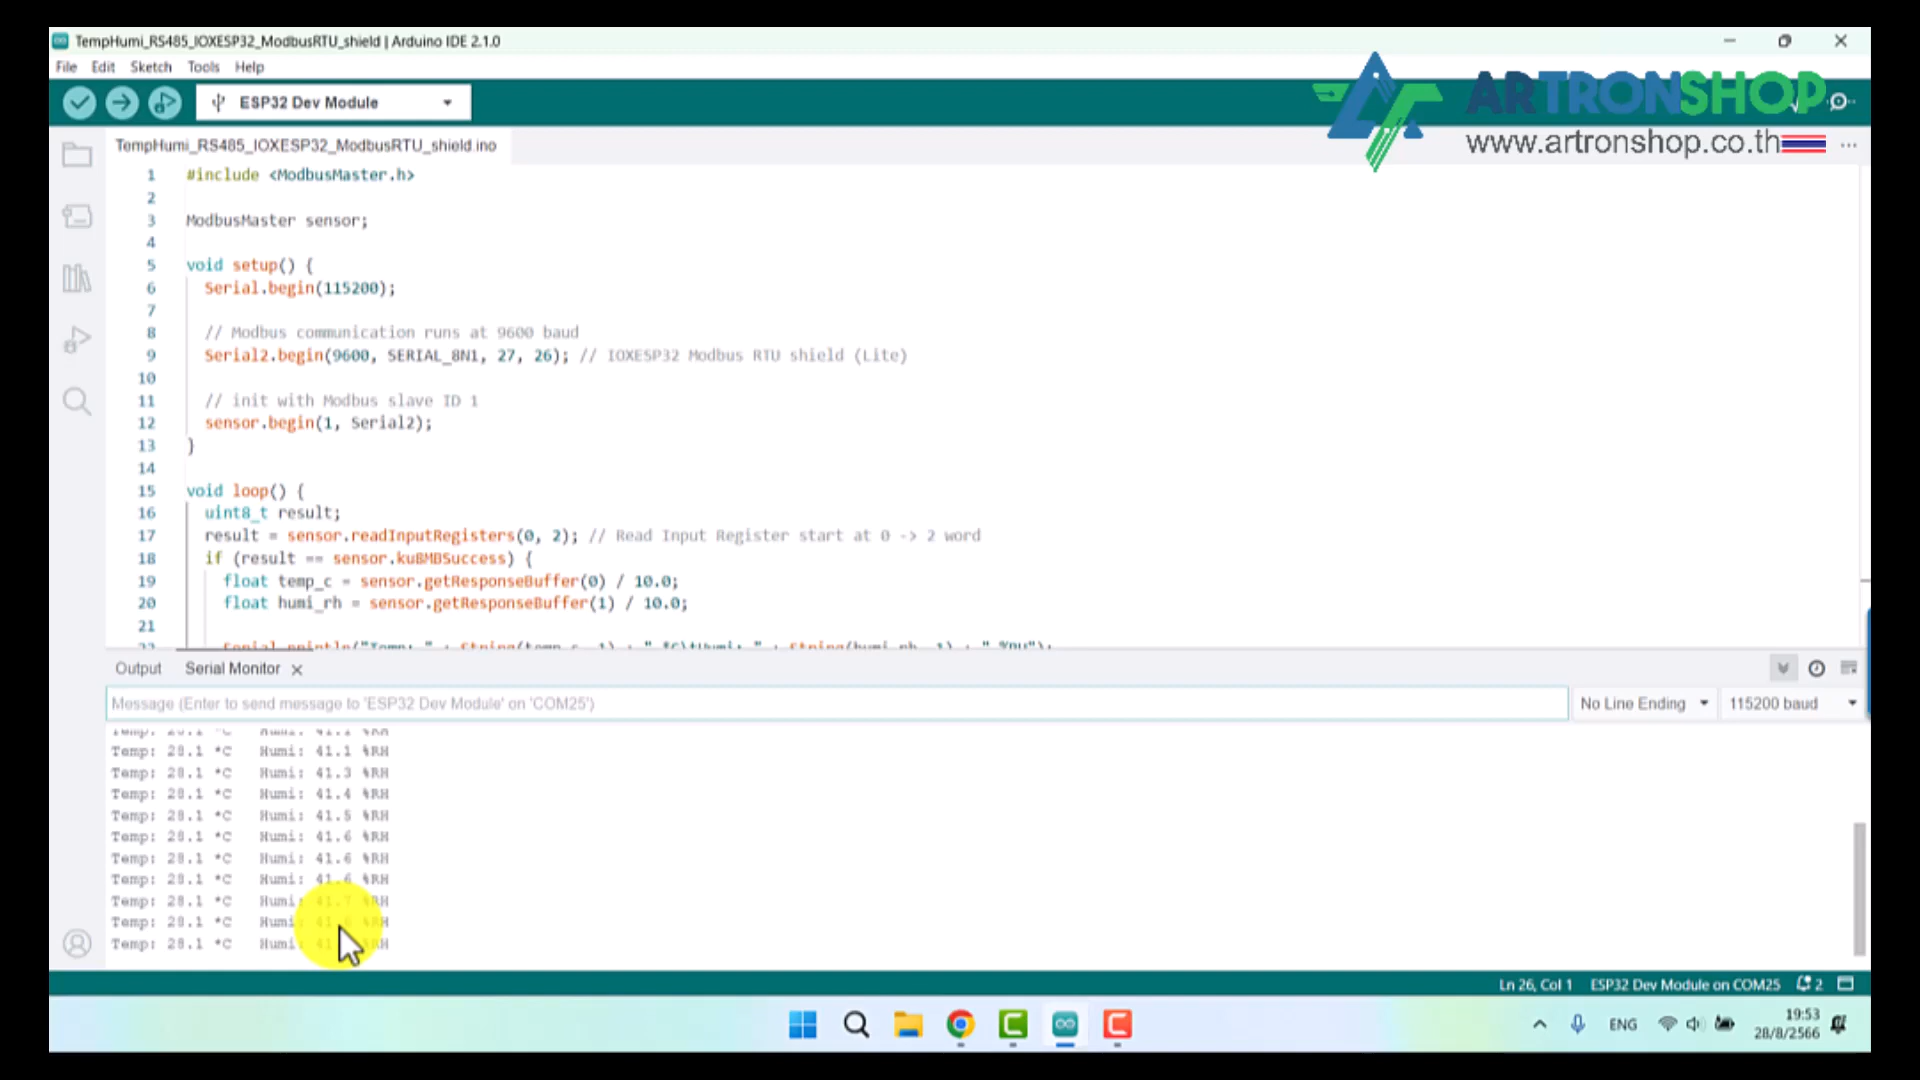 TempHumi_RS485_IOXESP32_ModbusRTU_shield | Arduino IDE 2.1.0
File Edit Sketch Tools Help
ESP32 Dev Module
ARTRONSHOP
www.artronshop.co.th
TempHumi_RS485_IOXESP32_ModbusRTU_shield.ino
1 #include <ModbusMaster.h>
2
3 ModbusMaster sensor;
4
5 void setup() {
6 Serial.begin(115200);
7
8 // Modbus communication runs at 9600 baud
9 Serial2.begin(9600, SERIAL_8N1, 27, 26); // IOXESP32 Modbus RTU shield (Lite)
10
11 // init with Modbus slave ID 1
12 sensor.begin(1, Serial2);
13 }
14
15 void loop() {
16 uint8_t result;
17 result = sensor.readInputRegisters(0, 2); // Read Input Register start at 0 -> 2 word
18 if (result == sensor.ku8MBSuccess) {
19 float temp_c = sensor.getResponseBuffer(0) / 10.0;
20 float humi_rh = sensor.getResponseBuffer(1) / 10.0;
21
Output Serial Monitor
Message (Enter to send message to 'ESP32 Dev Module' on 'COM25')
No Line Ending 115200 baud
Temp: 28.1 *C Humi: 41.1 %RH
Temp: 28.1 *C Humi: 41.3 %RH
Temp: 28.1 *C Humi: 41.4 %RH
Temp: 28.1 *C Humi: 41.5 %RH
Temp: 28.1 *C Humi: 41.6 %RH
Temp: 28.1 *C Humi: 41.6 %RH
Temp: 28.1 *C Humi: 41.6 %RH
Temp: 28.1 *C Humi: 41.7 %RH
Temp: 28.1 *C Humi: 41.6 %RH
Temp: 28.1 *C Humi %RH
Ln 26, Col 1 ESP32 Dev Module on COM25 2
ENG
19:53
28/8/2566